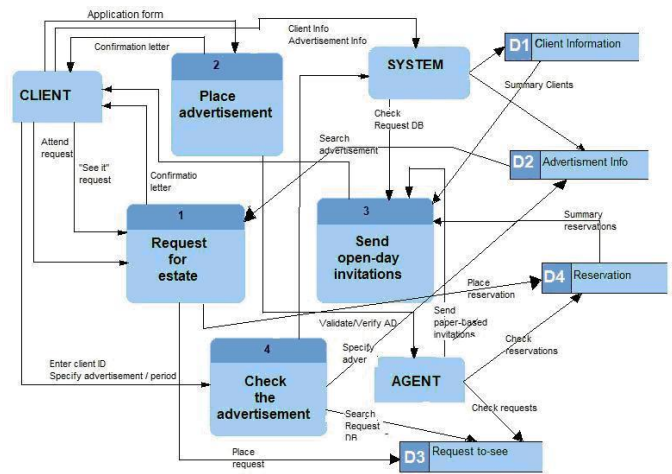 Application form
Client Info
Advertisement Info
Confirmation letter
2
Place
advertisement
SYSTEM
D1 Client Information
Summary Clients
CLIENT
Check
Request DB
Search
advertisement
D2 Advertisment Info
Attend
request
"See it"
request
Confirmatio
letter
1
Request
for
estate
3
Send
open-day
invitations
Summary
reservations
D4 Reservation
Place
reservation
Validate/Verify AD
Send
paper-based
invitations
Check
reservations
4
Check
the
advertisement
Specify
adver
Enter client ID
Specify advertisement / period
AGENT
Search
Request
DB
Check requests
Place
request
D3 Request to-see